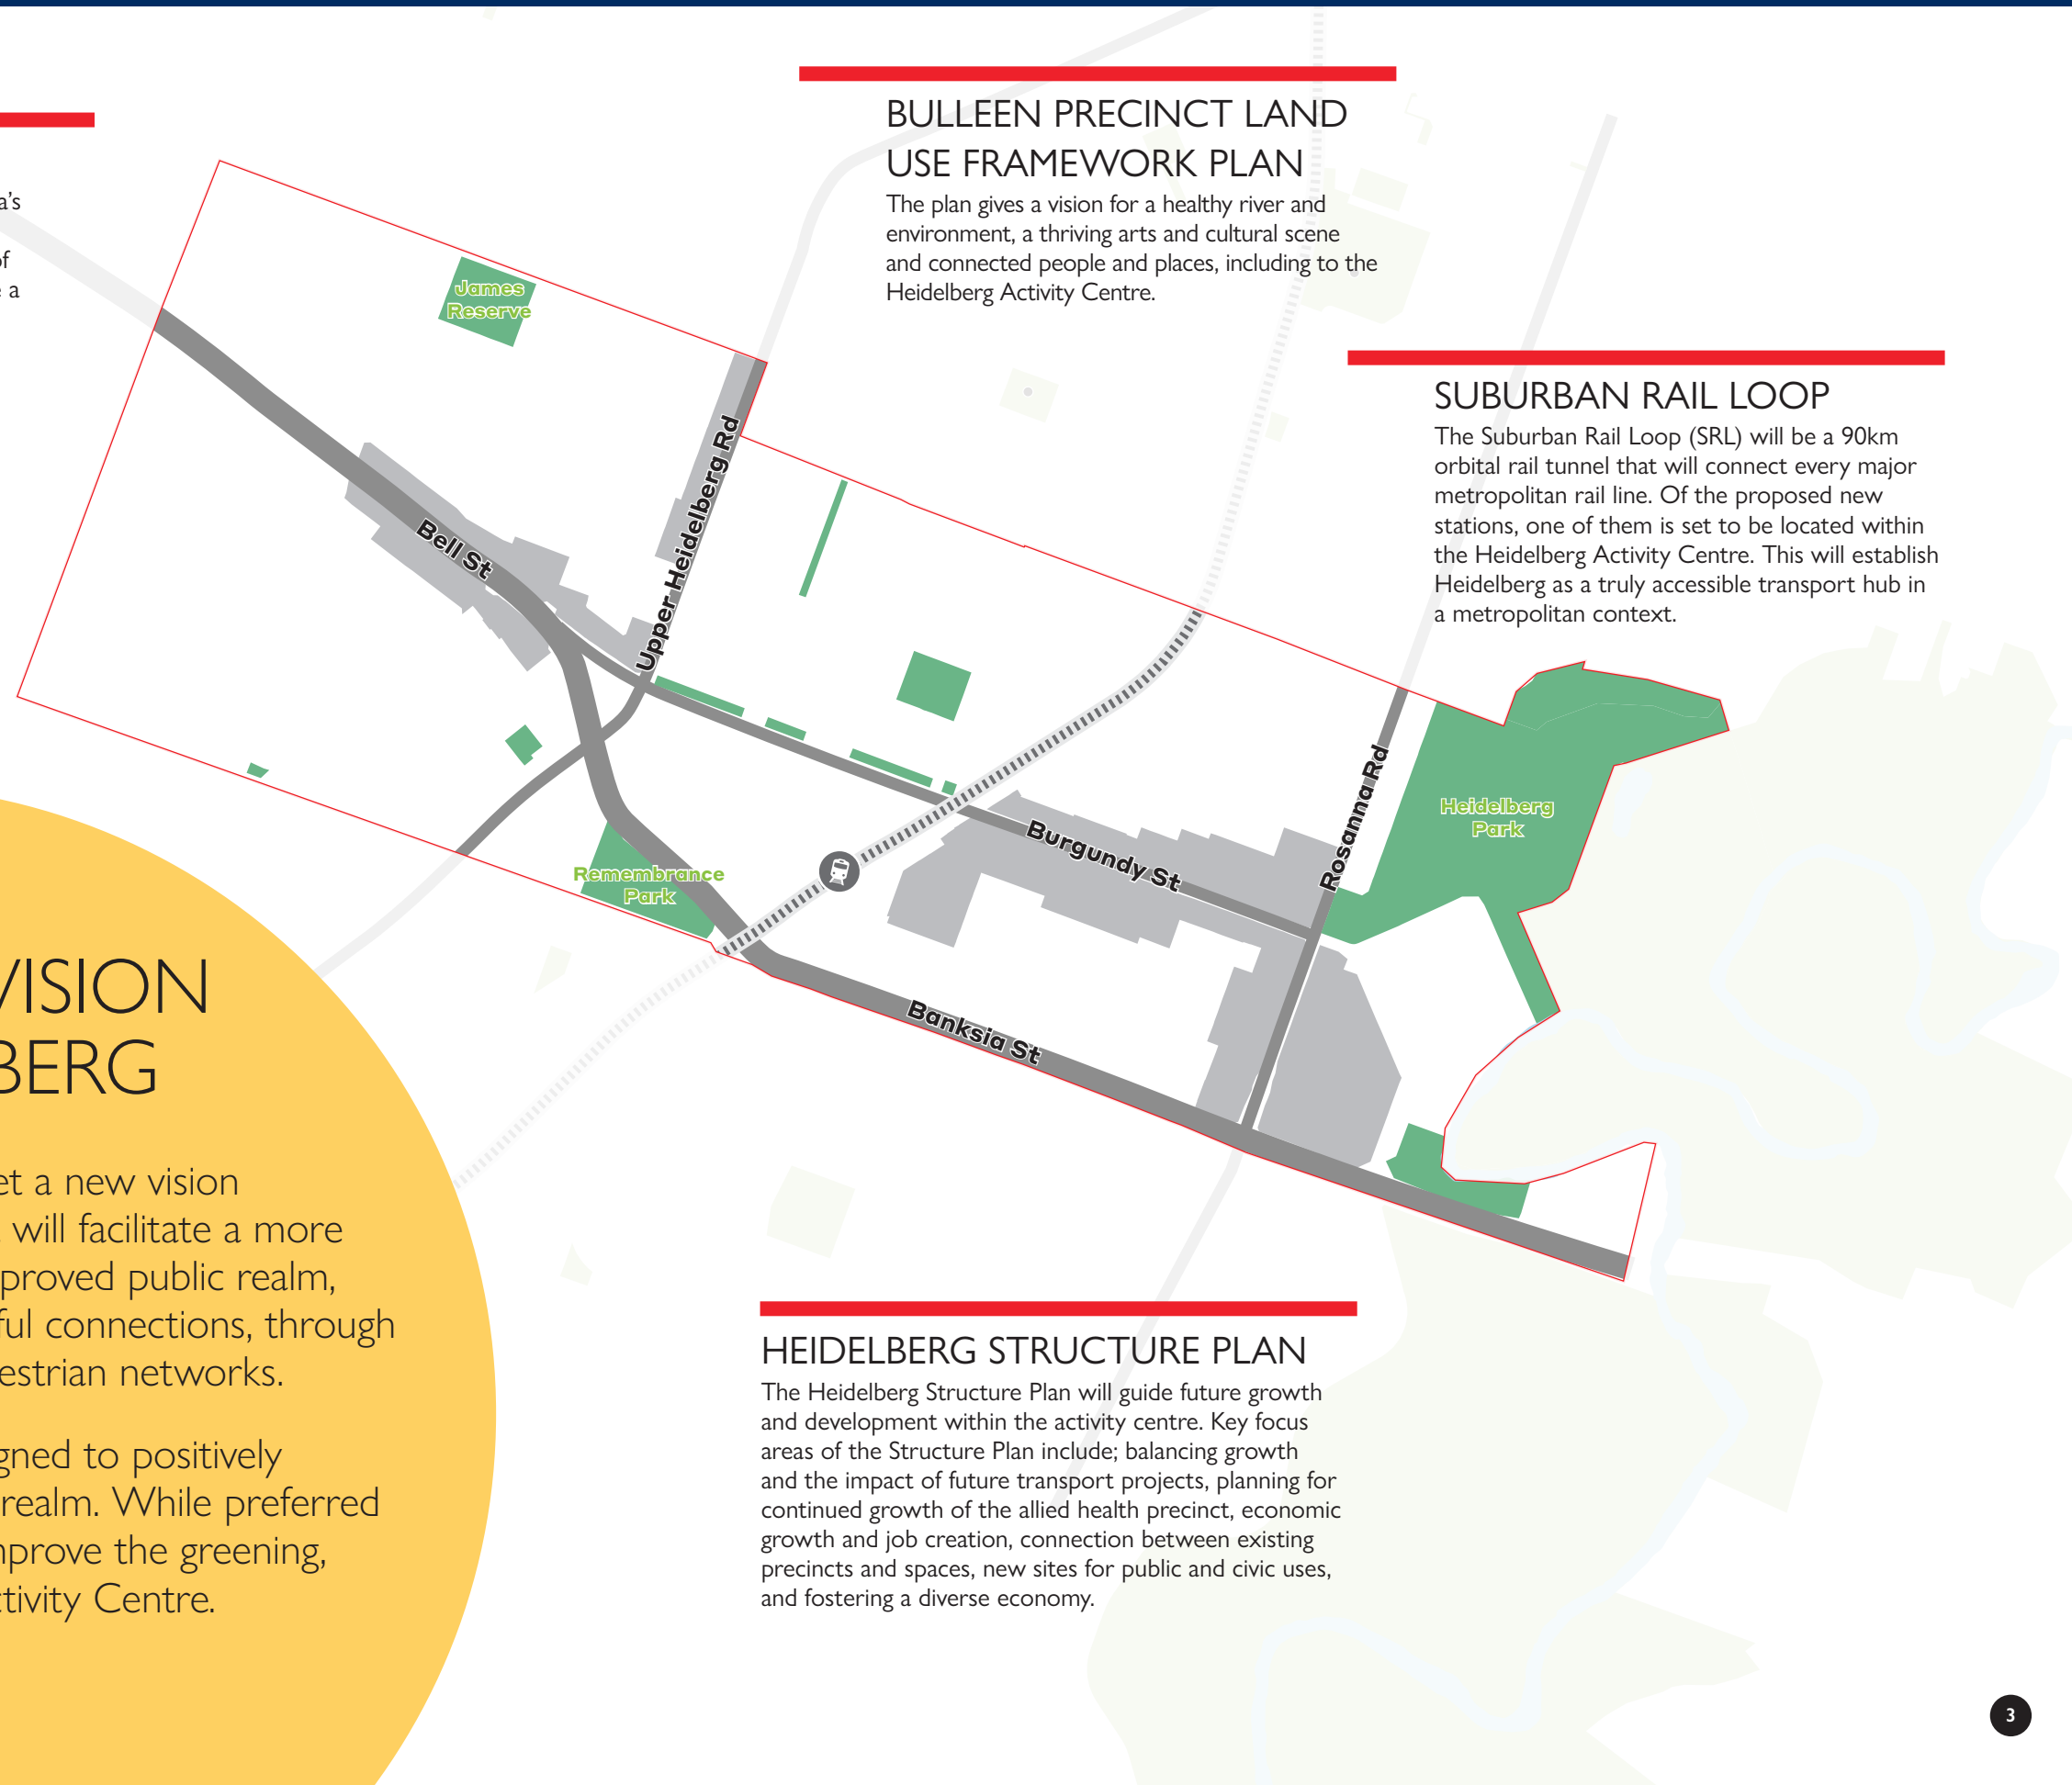 a's
of
a
BULLEEN PRECINCT LAND
USE FRAMEWORK PLAN
The plan gives a vision for a healthy river and
environment, a thriving arts and cultural scene
and connected people and places, including to the
Heidelberg Activity Centre.
SUBURBAN RAIL LOOP
The Suburban Rail Loop (SRL) will be a 90km
orbital rail tunnel that will connect every major
metropolitan rail line. Of the proposed new
stations, one of them is set to be located within
the Heidelberg Activity Centre. This will establish
Heidelberg as a truly accessible transport hub in
a metropolitan context.
James
Reserve
Bell St
Upper Heidelberg Rd
Rosanna Rd
Heidelberg
Park
Burgundy St
Remembrance
Park
Banksia St
VISION
BERG
et a new vision
will facilitate a more
proved public realm,
ful connections, through
estrian networks.
gned to positively
realm. While preferred
mprove the greening,
ctivity Centre.
HEIDELBERG STRUCTURE PLAN
The Heidelberg Structure Plan will guide future growth
and development within the activity centre. Key focus
areas of the Structure Plan include; balancing growth
and the impact of future transport projects, planning for
continued growth of the allied health precinct, economic
growth and job creation, connection between existing
precincts and spaces, new sites for public and civic uses,
and fostering a diverse economy.
3